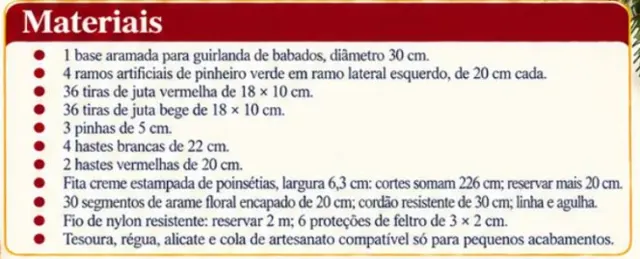 Materiais
1 base aramada para guirlanda de babados, diâmetro 30 cm.
4 ramos artificiais de pinheiro verde em ramo lateral esquerdo, de 20 cm cada.
36 tiras de juta vermelha de 18 × 10 cm.
36 tiras de juta bege de 18 × 10 cm.
3 pinhas de 5 cm.
4 hastes brancas de 22 cm.
2 hastes vermelhas de 20 cm.
Fita creme estampada de poinsétias, largura 6,3 cm: cortes somam 226 cm; reservar mais 20 cm.
30 segmentos de arame floral encapado de 20 cm; cordão resistente de 30 cm; linha e agulha.
Fio de nylon resistente: reservar 2 m; 6 proteções de feltro de 3 × 2 cm.
Tesoura, régua, alicate e cola de artesanato compatível só para pequenos acabamentos.